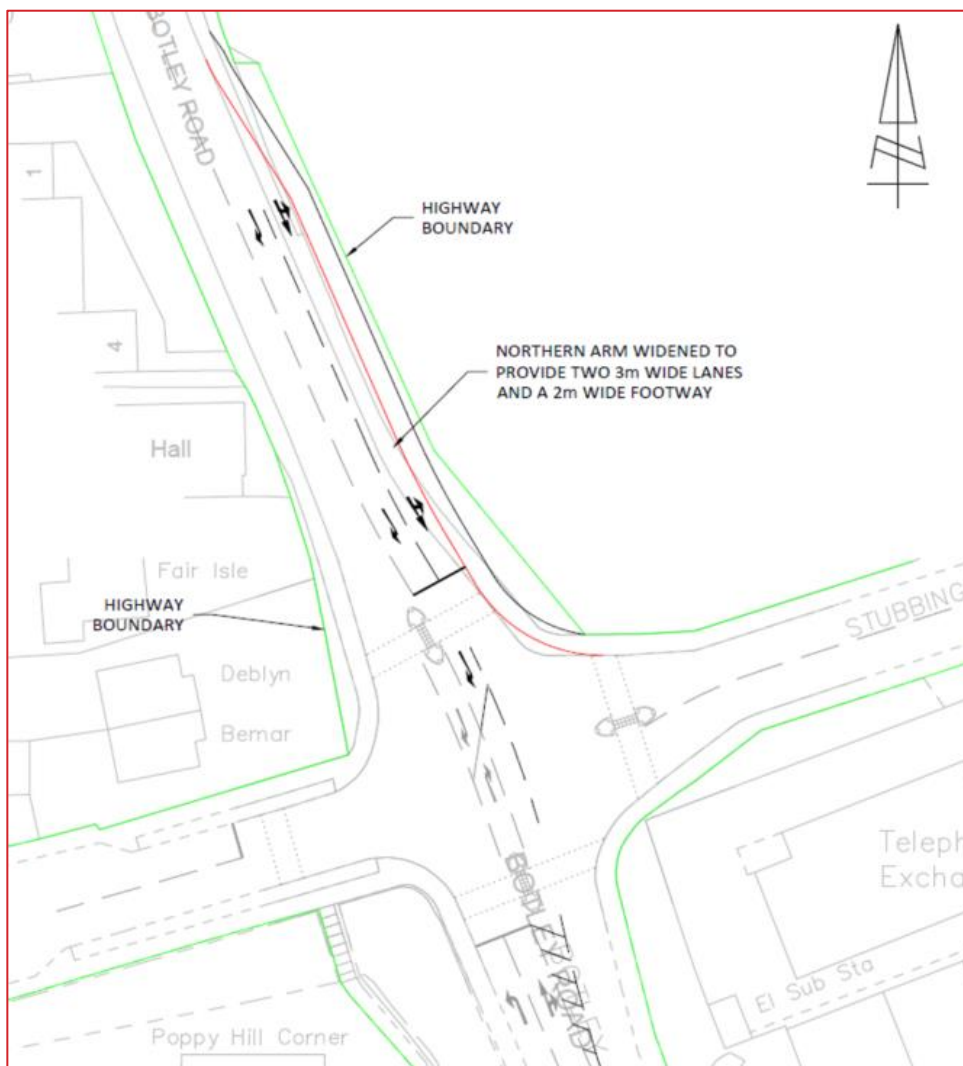 BOTLEY ROAD
N
HIGHWAY
BOUNDARY
1
NORTHERN ARM WIDENED TO
PROVIDE TWO 3m WIDE LANES
AND A 2m WIDE FOOTWAY
4
Hall
Fair Isle
HIGHWAY
BOUNDARY
STUBBING
Deblyn
Bemar
Teleph
Excha
BOTLEY ROAD
El Sub Sta
Poppy Hill Corner